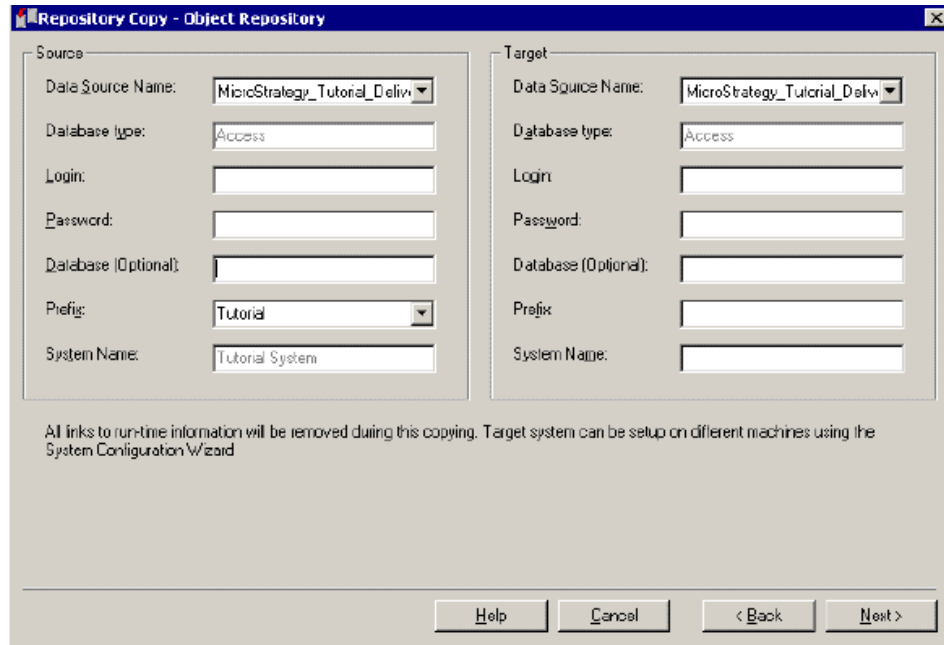 Repository Copy - Object Repository
Source
Data Source Name:
MicroStrategy_Tutorial_Delive
Database type:
Access
Login:
Password:
Database (Optional):
Prefix:
Tutorial
System Name:
Tutorial System
Target
Data Source Name:
MicroStrategy_Tutorial_Delive
Database type:
Access
Login:
Password:
Database (Optional):
Prefix
System Name:
All links to run-time information will be removed during this copying. Target system can be setup on different machines using the
System Configuration Wizard
Help
Cancel
< Back
Next >